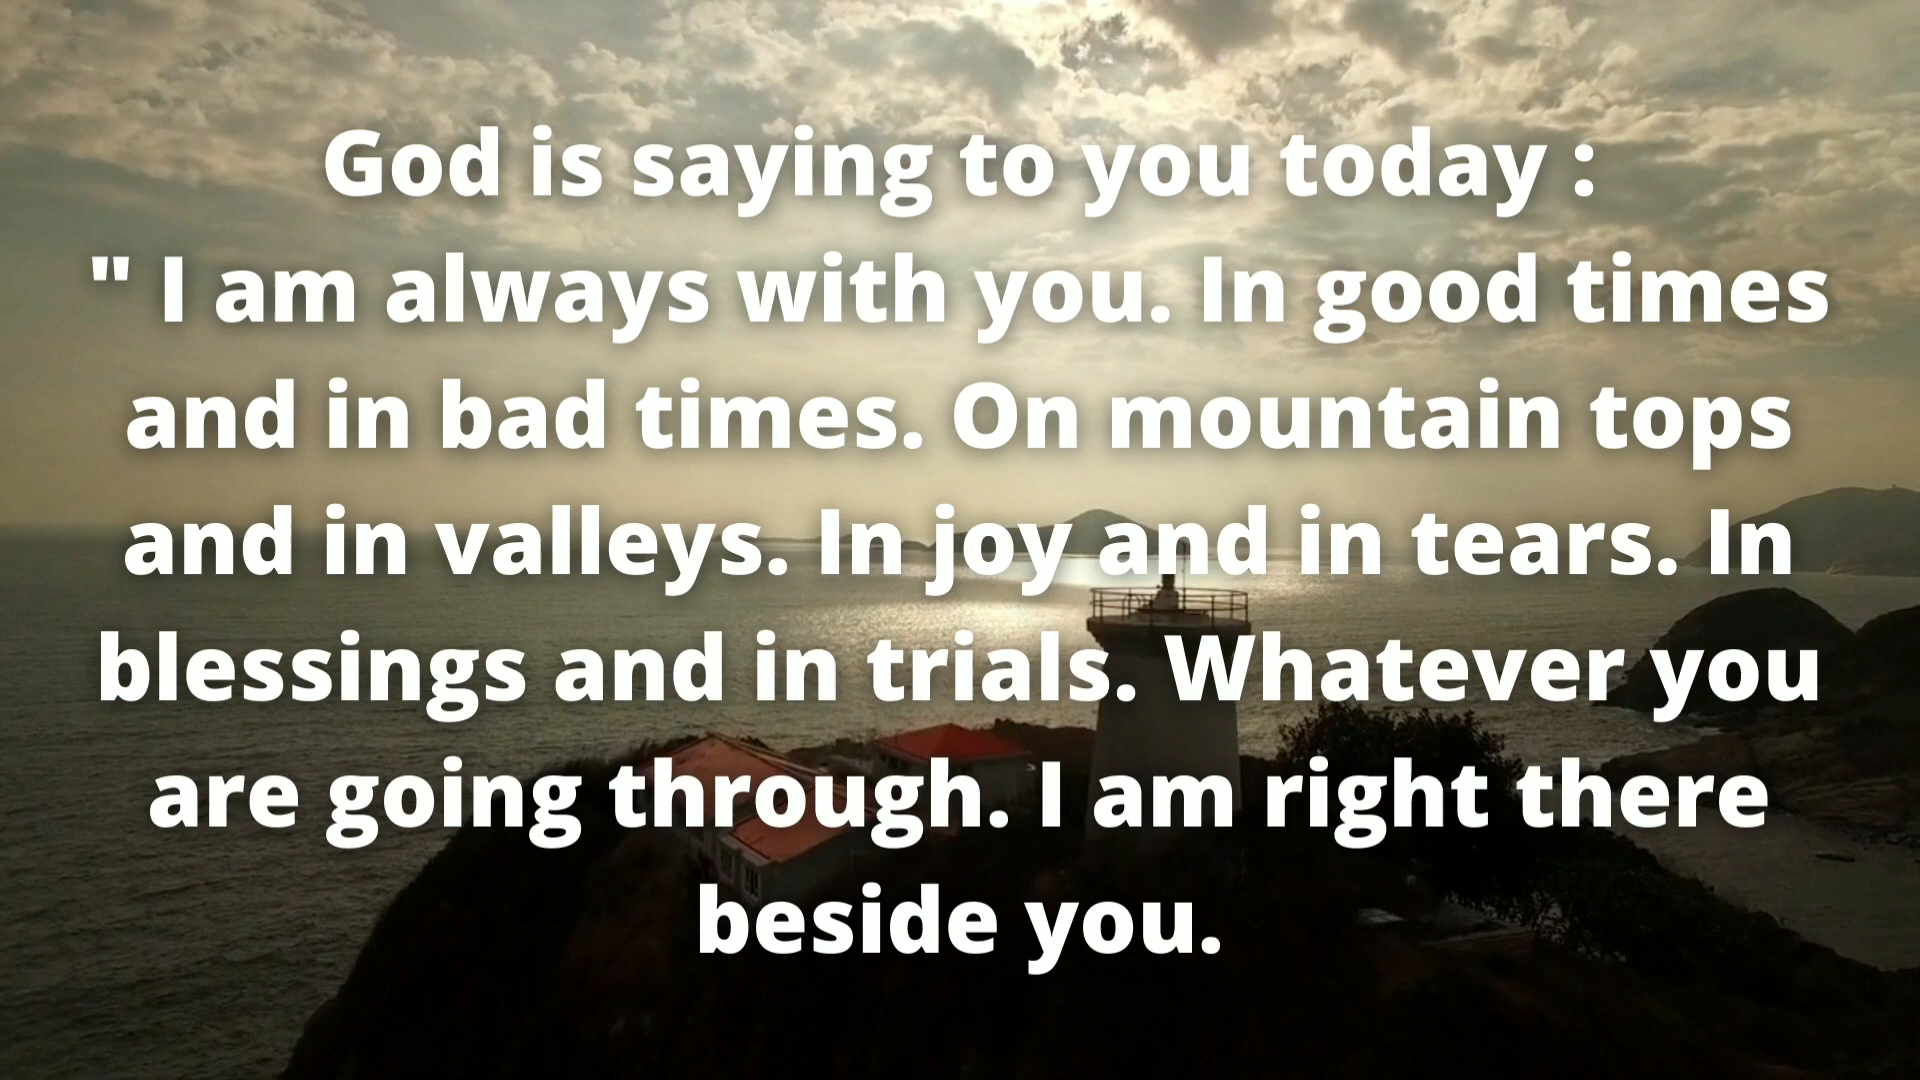 God is saying to you today :
" I am always with you. In good times
and in bad times. On mountain tops
and in valleys. In joy and in tears. In
blessings and in trials. Whatever you
are going through. I am right there
beside you.